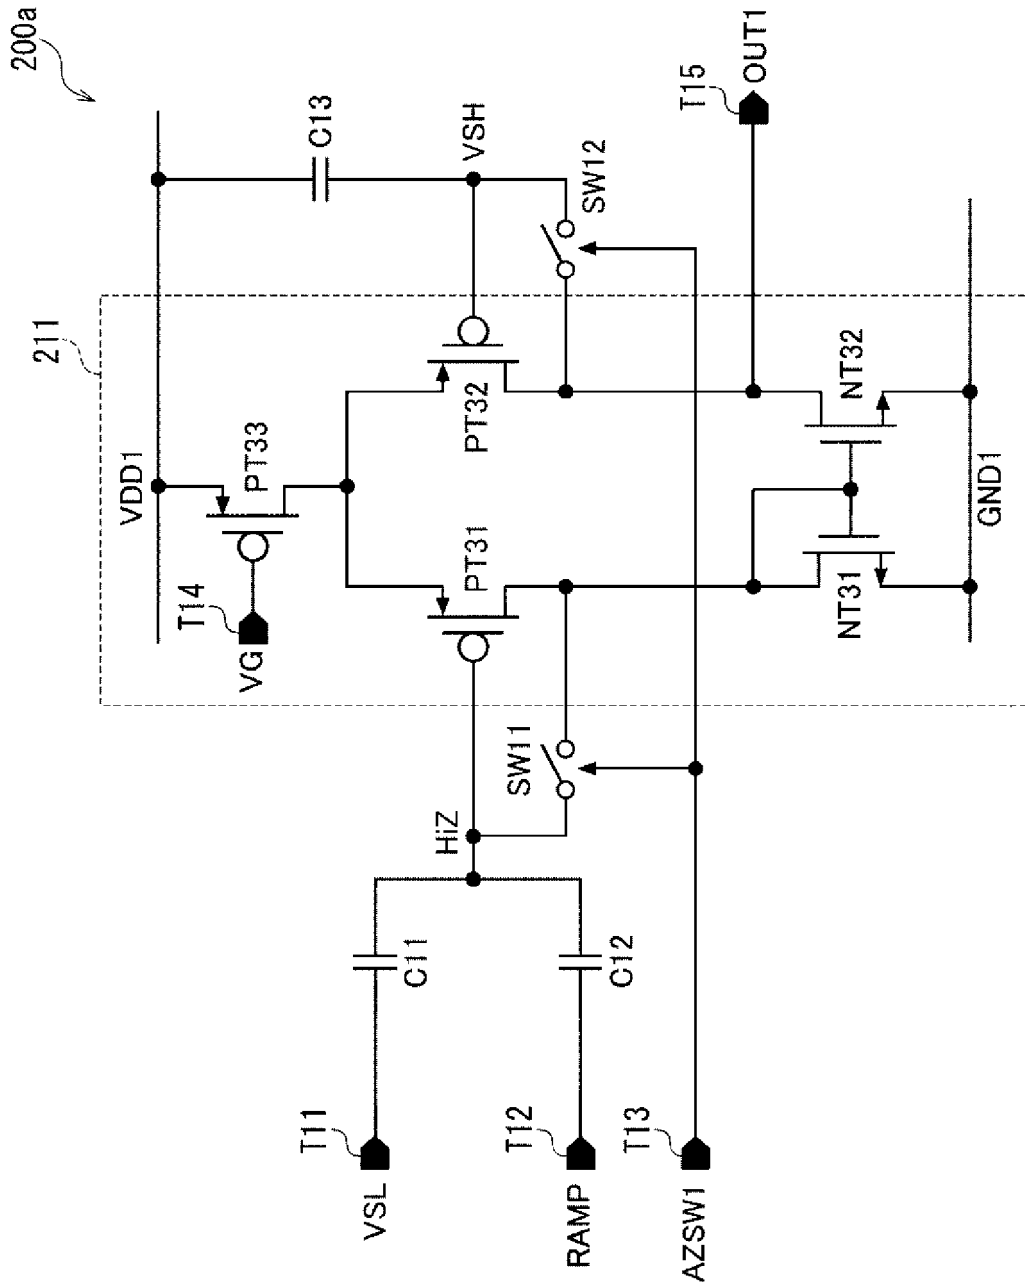 200a
211
VDD1
C13
T14
VG
PT33
VSH
PT31
PT32
SW12
SW11
HiZ
C11
C12
T11
VSL
T12
RAMP
T13
AZSW1
T15
OUT1
NT31
NT32
GND1